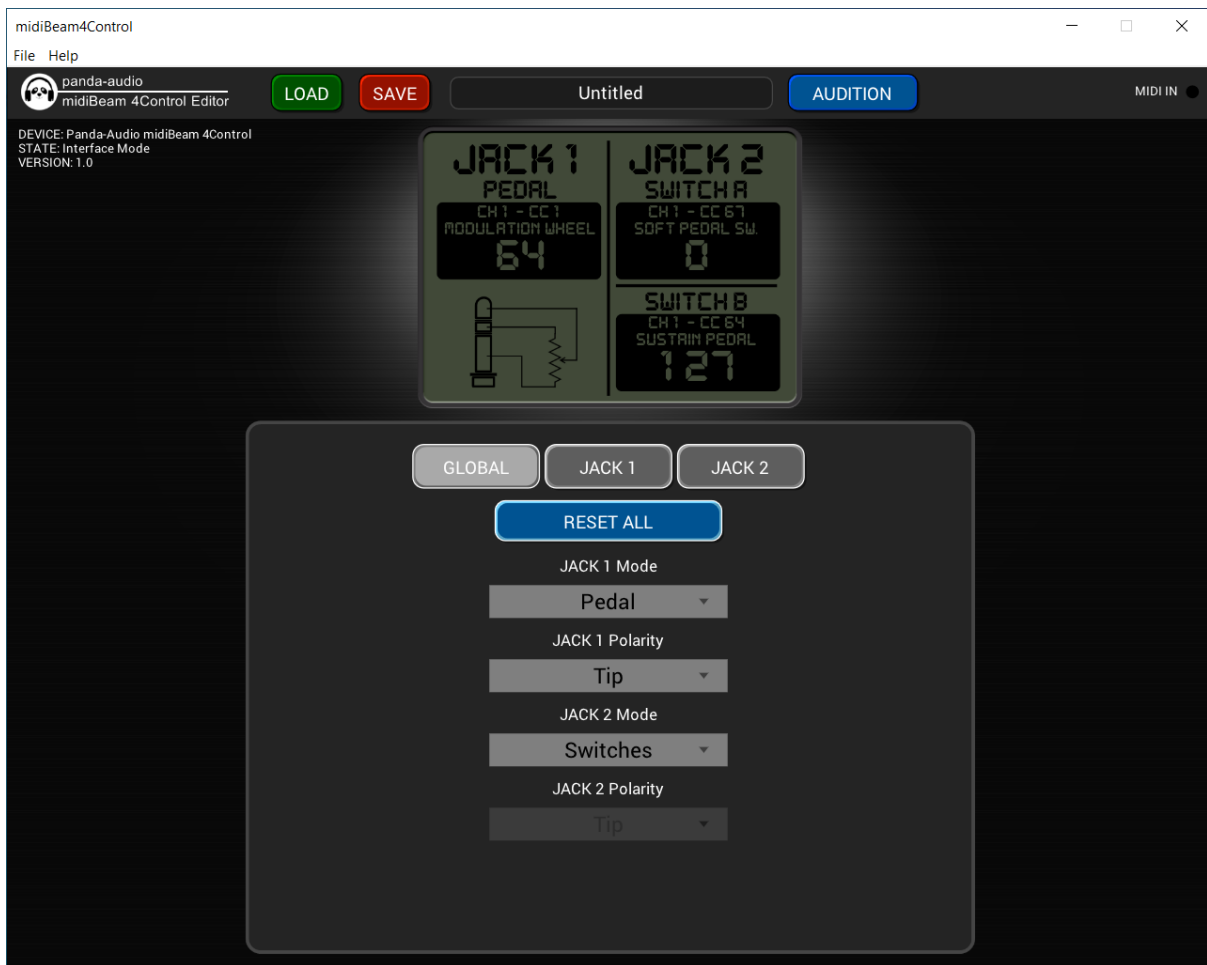 midiBeam4Control
File Help
panda-audio
midiBeam 4Control Editor
LOAD
SAVE
Untitled
AUDITION
MIDI IN
DEVICE: Panda-Audio midiBeam 4Control
STATE: Interface Mode
VERSION: 1.0
JACK 1
PEDAL
CH 1 - CC 1
MODULATION WHEEL
64
JACK 2
SWITCH A
CH 1 - CC 67
SOFT PEDAL SW.
0
SWITCH B
CH 1 - CC 64
SUSTAIN PEDAL
127
GLOBAL
JACK 1
JACK 2
RESET ALL
JACK 1 Mode
Pedal
JACK 1 Polarity
Tip
JACK 2 Mode
Switches
JACK 2 Polarity
Tip